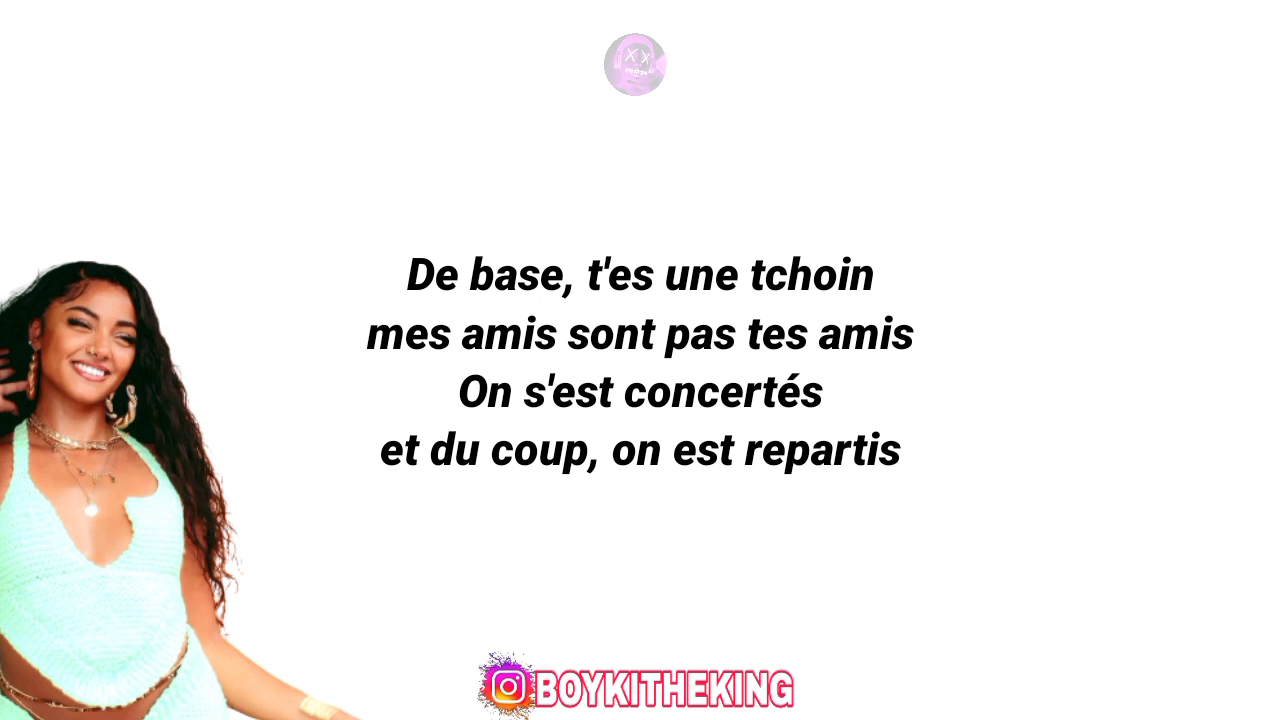 De base, t'es une tchoin
mes amis sont pas tes amis
On s'est concertés
et du coup, on est repartis
BOYKITHEKING